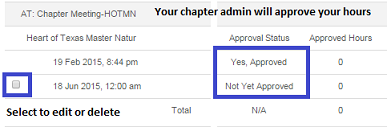 AT: Chapter Meeting-HOTMN Your chapter admin will approve your hours
Heart of Texas Master Natur Approval Status Approved Hours
19 Feb 2015, 8:44 pm Yes, Approved 0
18 Jun 2015, 12:00 am Not Yet Approved 0
Select to edit or delete Total N/A 0